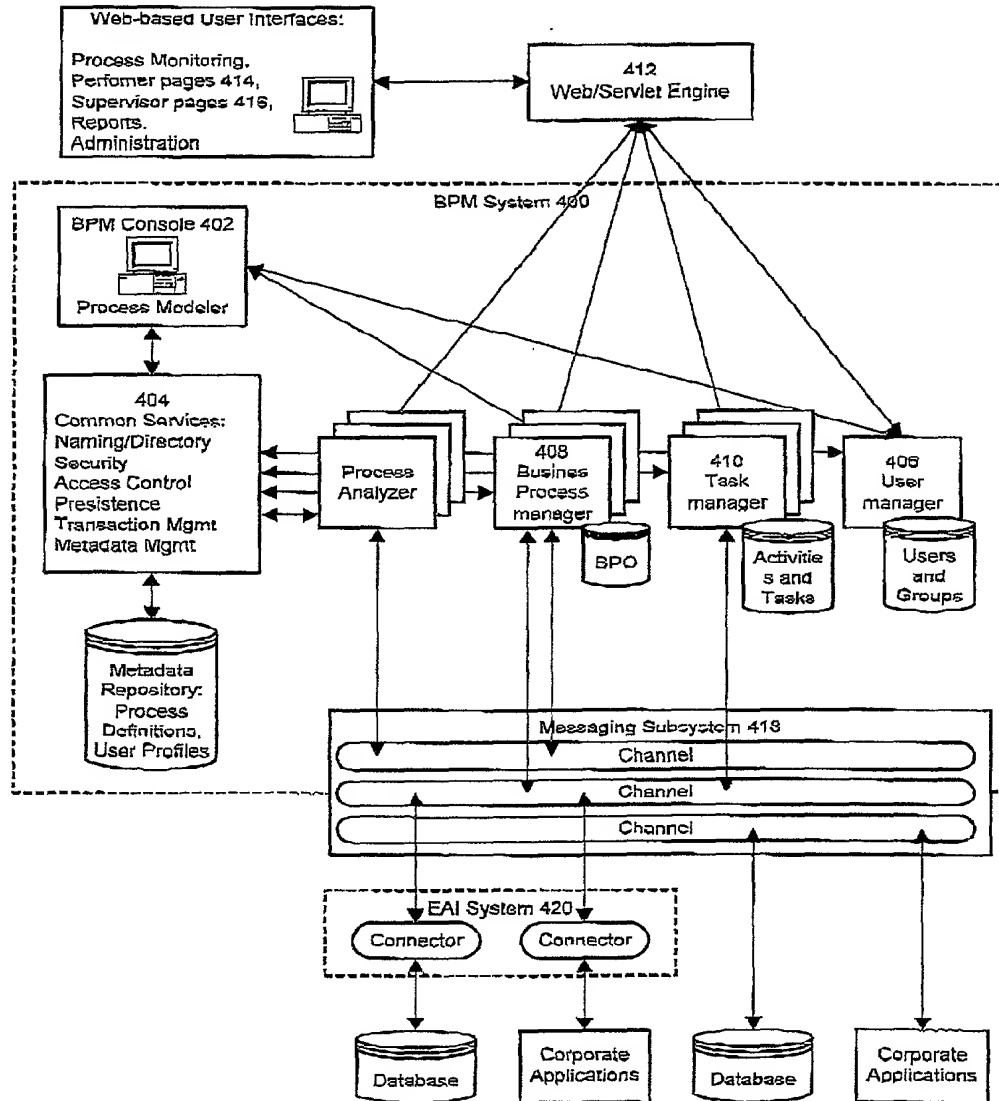 Web-based User Interfaces:
Process Monitoring,
Perfomer pages 414,
Supervisor pages 416,
Reports.
Administration
412
Web/Servlet Engine
BPM System 400
BPM Console 402
Process Modeler
404
Common Services:
Naming/Directory
Security
Access Control
Presistence
Transaction Mgmt
Metadata Mgmt
Process
Analyzer
408
Busines
Process
manager
BPO
410
Task
manager
Activitie
s and
Tasks
406
User
manager
Users
and
Groups
Metadata
Repository:
Process
Definitions,
User Profiles
Messaging Subsystem 418
Channel
Channel
Channel
EAI System 420
Connector
Connector
Database
Corporate
Applications
Database
Corporate
Applications